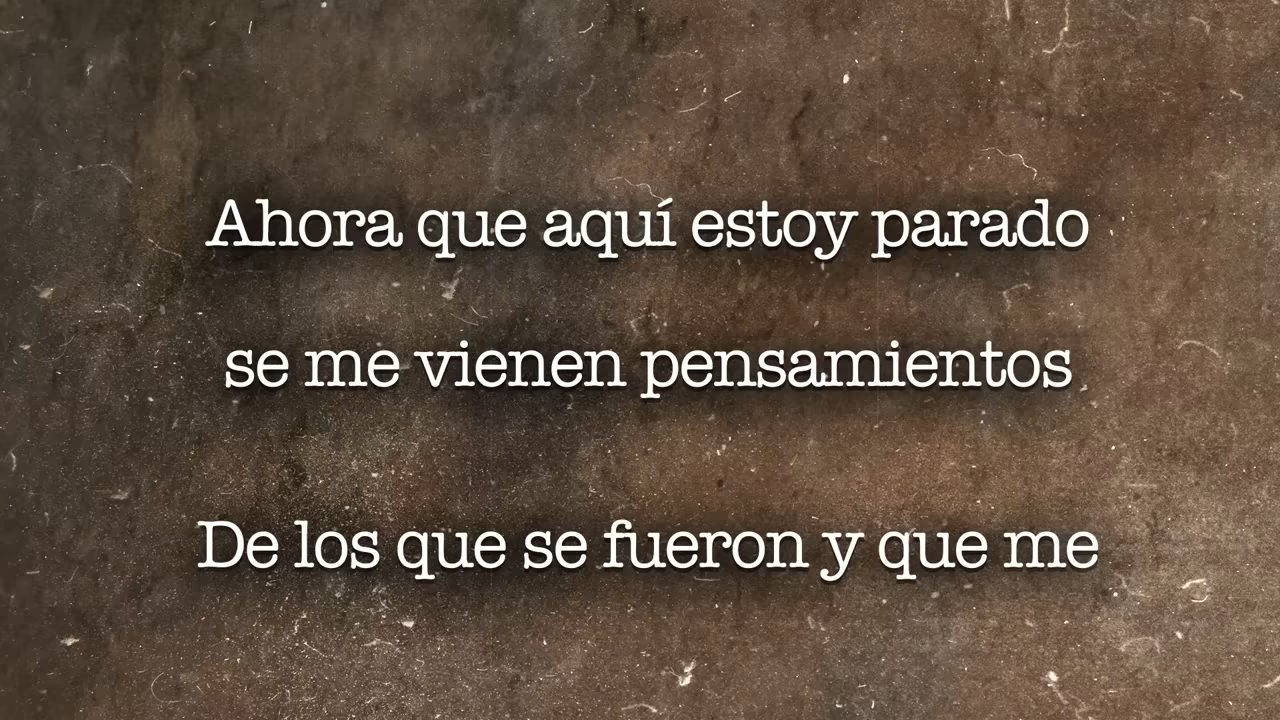 Ahora que aquí estoy parado
se me vienen pensamientos
De los que se fueron y que me